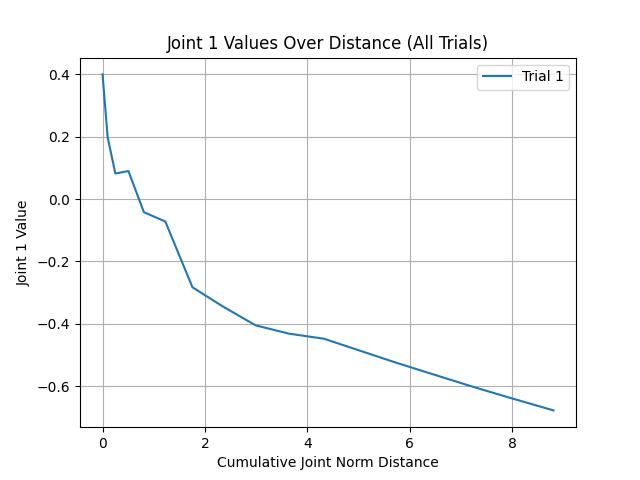 Joint 1 Values Over Distance (All Trials)
Trial 1
0.4
0.2
0.0
−0.2
−0.4
−0.6
Joint 1 Value
0 2 4 6 8
Cumulative Joint Norm Distance